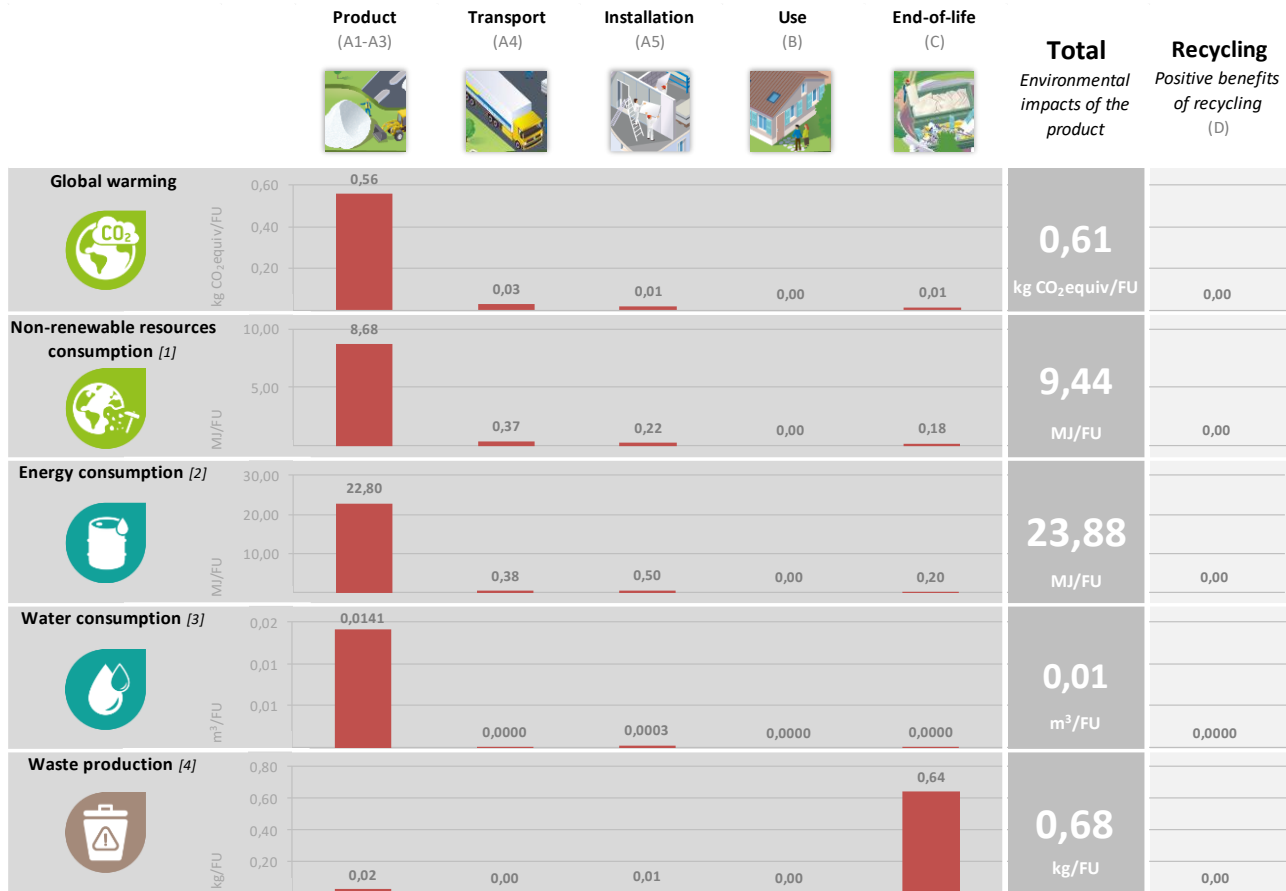 Product
(A1-A3)
Transport
(A4)
Installation
(A5)
Use
(B)
End-of-life
(C)
Total
Environmental
impacts of the
product
Recycling
Positive benefits
of recycling
(D)
Global warming
CO2
kg CO2equiv/FU
0,60
0,40
0,20
0,56
0,03
0,01
0,00
0,01
0,61
kg CO2equiv/FU
0,00
Non-renewable resources
consumption [1]
MJ/FU
10,00
5,00
8,68
0,37
0,22
0,00
0,18
9,44
MJ/FU
0,00
Energy consumption [2]
MJ/FU
30,00
20,00
10,00
22,80
0,38
0,50
0,00
0,20
23,88
MJ/FU
0,00
Water consumption [3]
m³/FU
0,02
0,01
0,01
0,0141
0,0000
0,0003
0,0000
0,0000
0,01
m³/FU
0,0000
Waste production [4]
kg/FU
0,80
0,60
0,40
0,20
0,02
0,00
0,01
0,00
0,64
0,68
kg/FU
0,00